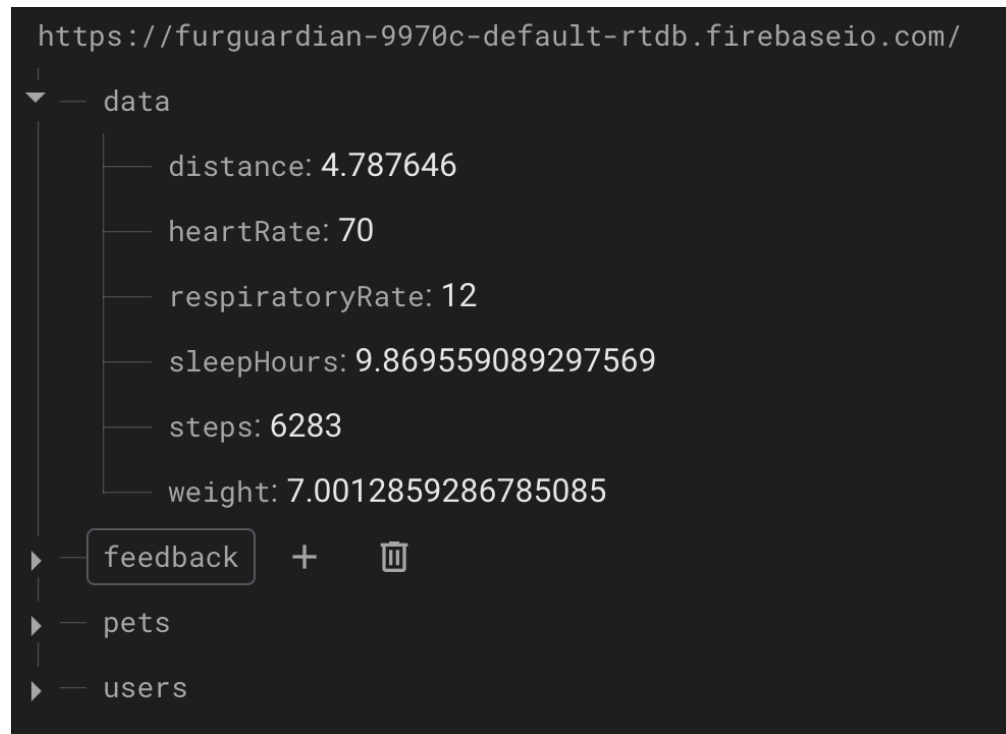 https://furguardian-9970c-default-rtdb.firebaseio.com/
data
distance: 4.787646
heartRate: 70
respiratoryRate: 12
sleepHours: 9.869559089297569
steps: 6283
weight: 7.0012859286785085
feedback
pets
users